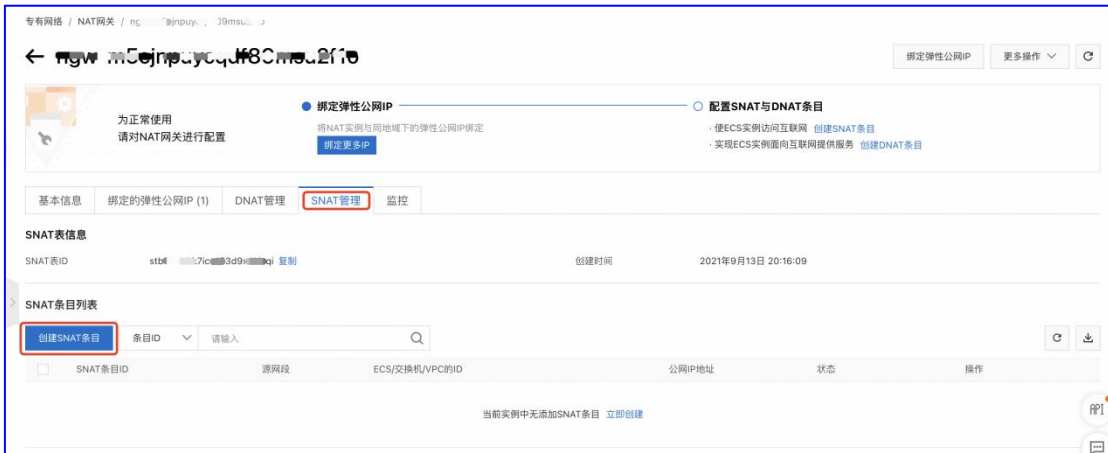 专有网络 / NAT网关 /
绑定弹性公网IP 更多操作
为正常使用
请对NAT网关进行配置
绑定弹性公网IP
将NAT实例与同地域下的弹性公网IP绑定
绑定更多IP
配置SNAT与DNAT条目
· 使ECS实例访问互联网 创建SNAT条目
· 实现ECS实例面向互联网提供服务 创建DNAT条目
基本信息 绑定的弹性公网IP (1) DNAT管理 SNAT管理 监控
SNAT表信息
SNAT表ID 复制 创建时间 2021年9月13日 20:16:09
SNAT条目列表
创建SNAT条目 条目ID 请输入
SNAT条目ID 源网段 ECS/交换机/VPC的ID 公网IP地址 状态 操作
当前实例中无添加SNAT条目 立即创建
API